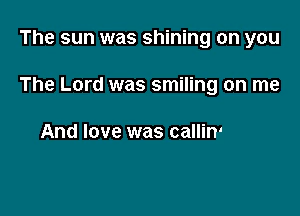 The sun was shining on you
The Lord was smiling on me
And love was callin'